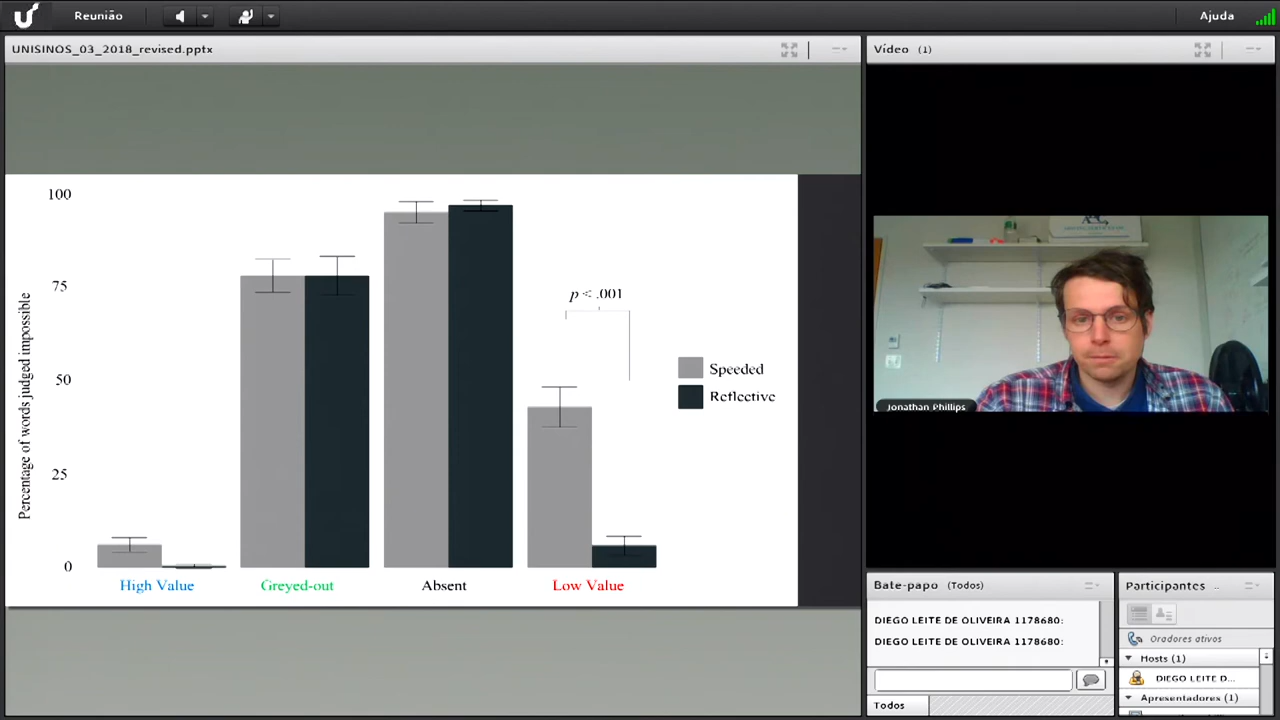 Reunião
Ajuda
UNISINOS_03_2018_revised.pptx
Vídeo (1)
100
75
50
25
0
Percentage of words judged impossible
p < .001
Speeded
Reflective
High Value
Greyed-out
Absent
Low Value
Jonathan Phillips
Bate-papo (Todos)
DIEGO LEITE DE OLIVEIRA 1178680:
DIEGO LEITE DE OLIVEIRA 1178680:
Todos
Participantes ..
Oradores ativos
Hosts (1)
DIEGO LEITE D...
Apresentadores (1)